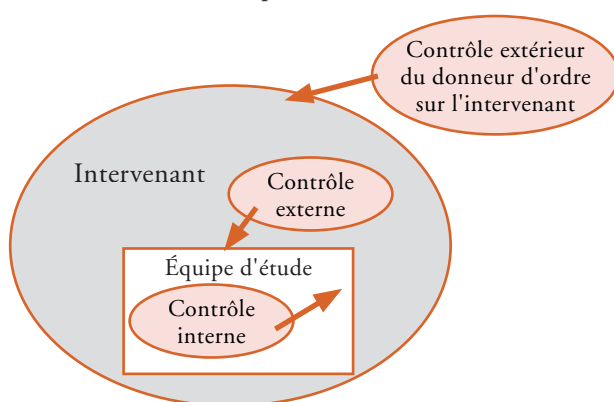 Contrôle extérieur
du donneur d'ordre
sur l'intervenant
Intervenant
Contrôle
externe
Équipe d'étude
Contrôle
interne